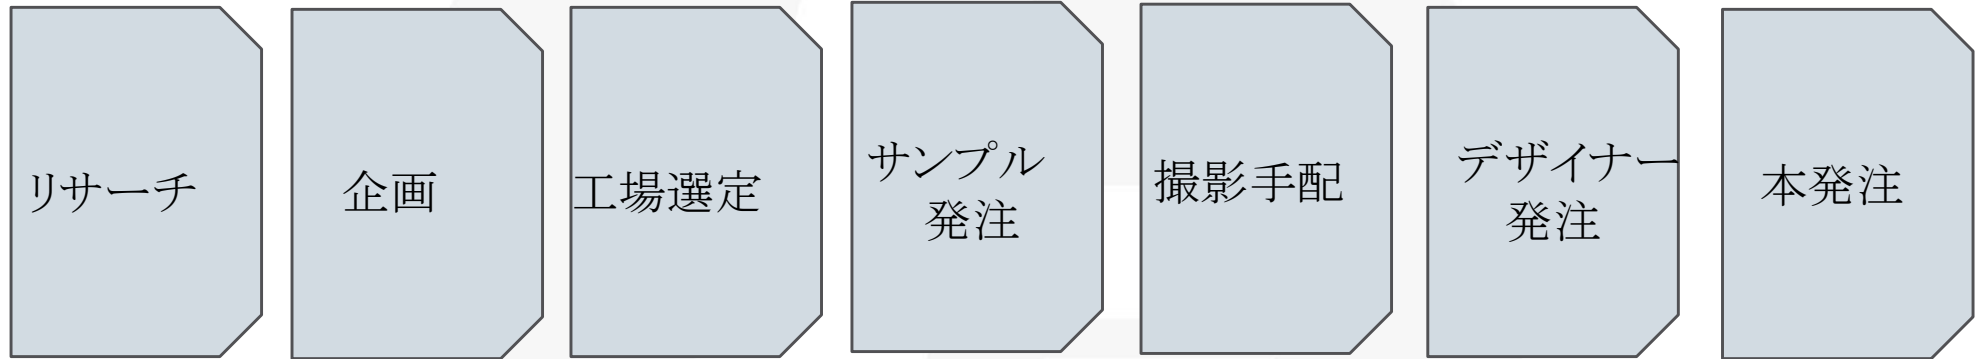 リサーチ
企画
工場選定
サンプル
発注
撮影手配
デザイナー
発注
本発注